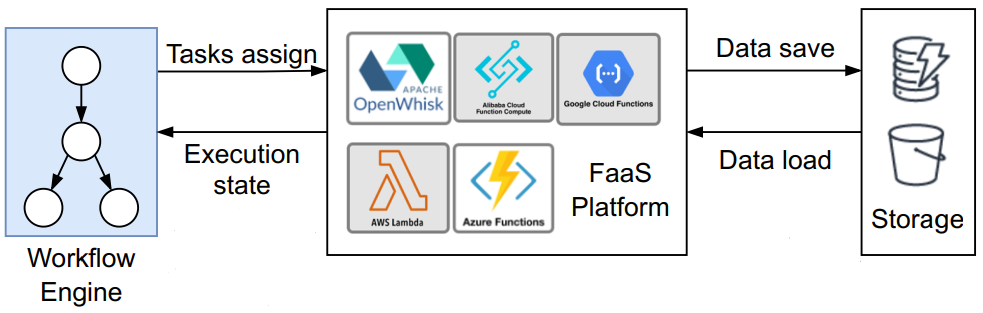 Tasks assign
Execution
state
Workflow
Engine
APACHE
OpenWhisk
Alibaba Cloud
Function Compute
Google Cloud Functions
AWS Lambda
Azure Functions
FaaS
Platform
Data save
Data load
Storage